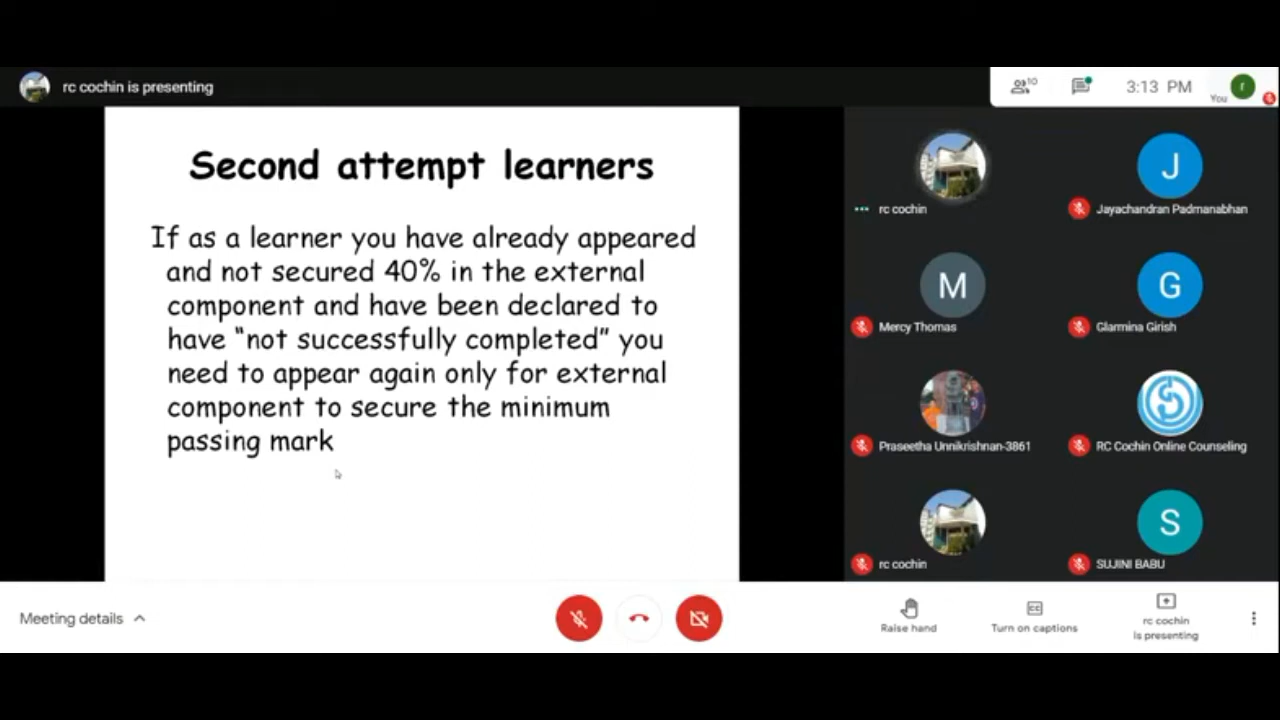 rc cochin is presenting
10
3:13 PM
You
r
Second attempt learners
If as a learner you have already appeared
and not secured 40% in the external
component and have been declared to
have “not successfully completed” you
need to appear again only for external
component to secure the minimum
passing mark
rc cochin
J
Jayachandran Padmanabhan
M
Mercy Thomas
G
Glarmina Girish
Praseetha Unnikrishnan-3861
RC Cochin Online Counseling
rc cochin
S
SUJINI BABU
Meeting details
Raise hand
CC
Turn on captions
rc cochin
is presenting